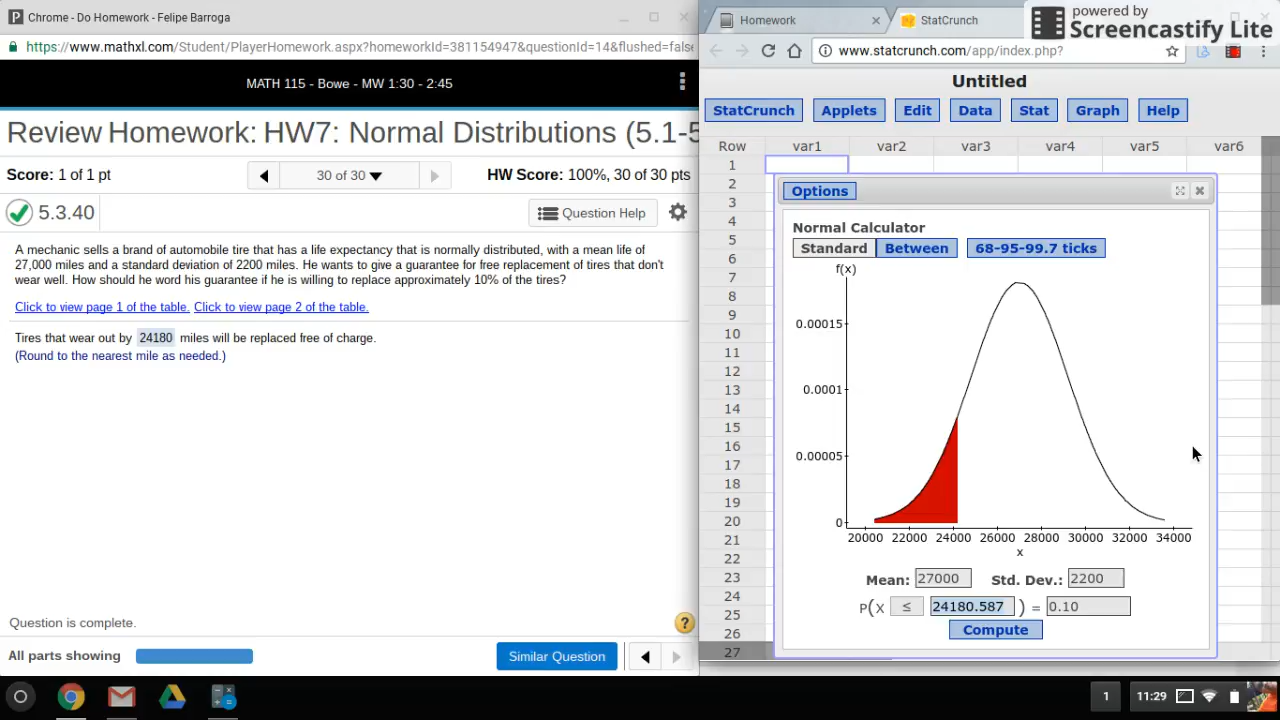 Chrome - Do Homework - Felipe Barroga
https://www.mathxl.com/Student/PlayerHomework.aspx?homeworkId=381154947&questionId=14&flushed=false
MATH 115 - Bowe - MW 1:30 - 2:45
Review Homework: HW7: Normal Distributions (5.1-5
Score: 1 of 1 pt
30 of 30
HW Score: 100%, 30 of 30 pts
5.3.40
Question Help
A mechanic sells a brand of automobile tire that has a life expectancy that is normally distributed, with a mean life of
27,000 miles and a standard deviation of 2200 miles. He wants to give a guarantee for free replacement of tires that don't
wear well. How should he word his guarantee if he is willing to replace approximately 10% of the tires?
Click to view page 1 of the table. Click to view page 2 of the table.
Tires that wear out by 24180 miles will be replaced free of charge.
(Round to the nearest mile as needed.)
Question is complete.
?
All parts showing
Similar Question
Homework
StatCrunch
powered by
Screencastify Lite
www.statcrunch.com/app/index.php?
Untitled
StatCrunch Applets Edit Data Stat Graph Help
Row var1 var2 var3 var4 var5 var6
1
2
3
4
5
6
7
8
9
10
11
12
13
14
15
16
17
18
19
20
21
22
23
24
25
26
27
Options
Normal Calculator
Standard Between 68-95-99.7 ticks
f(x)
0.00015
0.0001
0.00005
0
20000 22000 24000 26000 28000 30000 32000 34000
x
Mean: 27000 Std. Dev.: 2200
P(X ≤ 24180.587 ) = 0.10
Compute
1
11:29